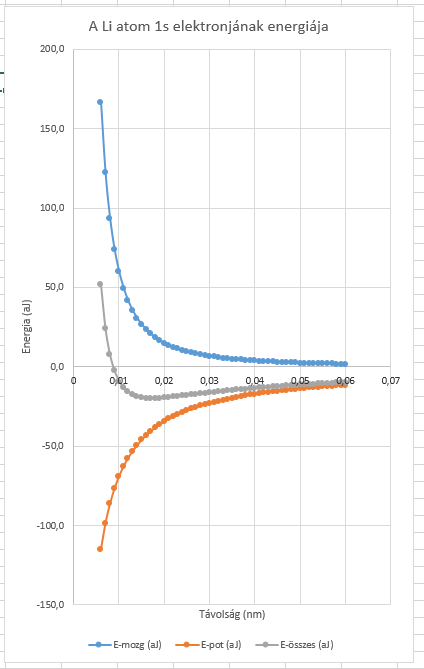 A Li atom 1s elektronjának energiája
200,0
150,0
100,0
50,0
0,0
-50,0
-100,0
-150,0
Energia (aJ)
0 0,01 0,02 0,03 0,04 0,05 0,06 0,07
Távolság (nm)
E-mozg (aJ) E-pot (aJ) E-összes (aJ)